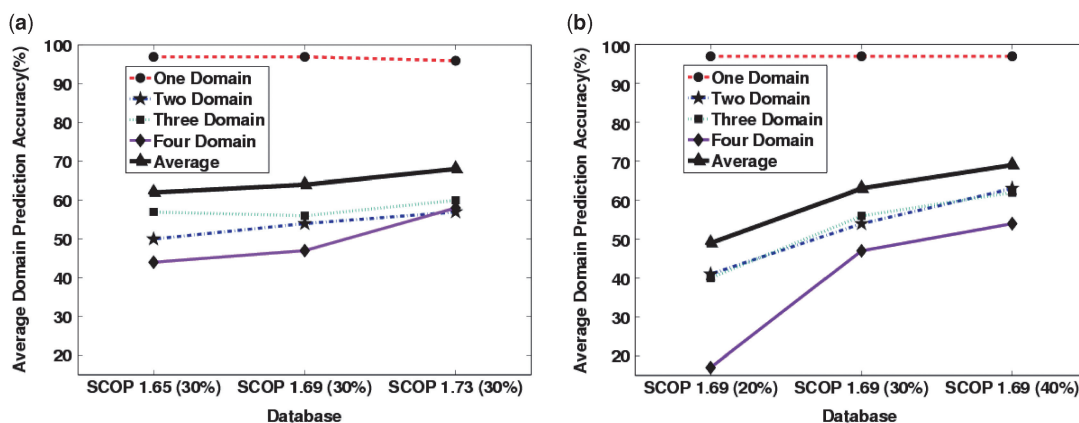 (a)
Average Domain Prediction Accuracy(%)
100
90
80
70
60
50
40
30
20
One Domain
Two Domain
Three Domain
Four Domain
Average
SCOP 1.65 (30%) SCOP 1.69 (30%) SCOP 1.73 (30%)
Database
(b)
Average Domain Prediction Accuracy(%)
100
90
80
70
60
50
40
30
20
One Domain
Two Domain
Three Domain
Four Domain
Average
SCOP 1.69 (20%) SCOP 1.69 (30%) SCOP 1.69 (40%)
Database